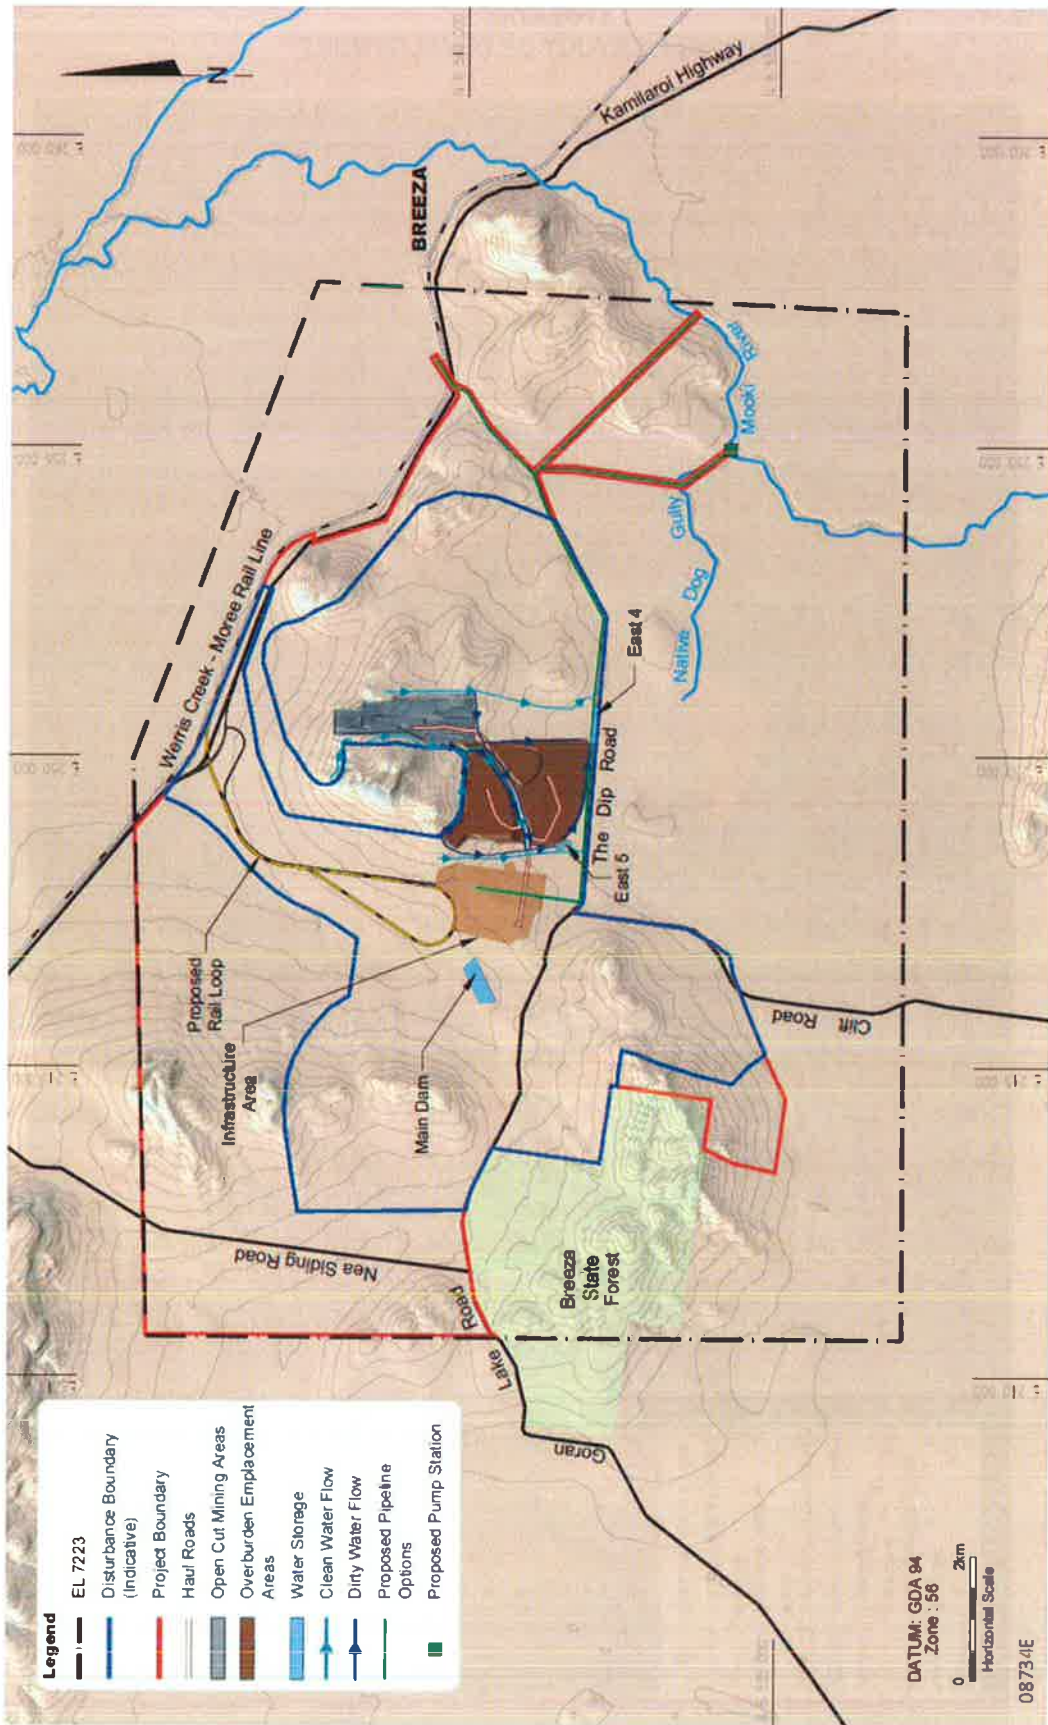 Legend
EL 7223
Disturbance Boundary
(Indicative)
Project Boundary
Haul Roads
Open Cut Mining Areas
Overburden Emplacement
Areas
Water Storage
Clean Water Flow
Dirty Water Flow
Proposed Pipeline
Options
Proposed Pump Station
N
Kamilaroi Highway
BREEZA
Werris Creek - Moree Rail Line
Mooki River
Native Dog Gully
East 4
The Dip Road
East 5
Proposed
Rail Loop
Infrastructure
Area
Main Dam
Clift Road
Nea Siding Road
Breeza
State
Forest
Goran Lake Road
DATUM: GDA 94
Zone : 56
0 2km
Horizontal Scale
08734E